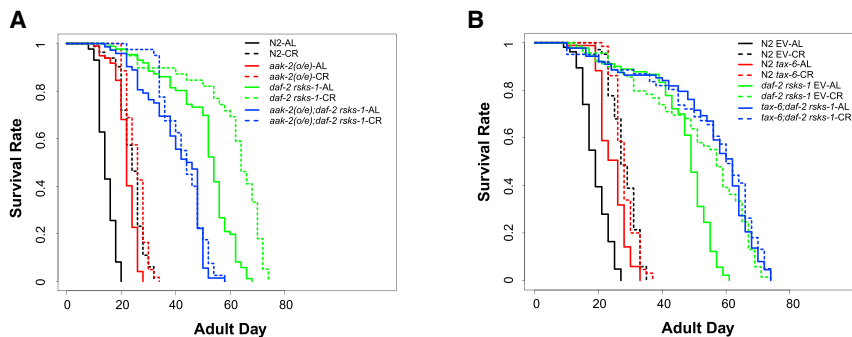 A
1
0.8
0.6
0.4
0.2
0
Survival Rate
0
20
40
60
80
Adult Day
N2-AL
N2-CR
aak-2(o/e)-AL
aak-2(o/e)-CR
daf-2 rsks-1-AL
daf-2 rsks-1-CR
aak-2(o/e);daf-2 rsks-1-AL
aak-2(o/e);daf-2 rsks-1-CR
B
1
0.8
0.6
0.4
0.2
0
Survival Rate
0
20
40
60
80
Adult Day
N2 EV-AL
N2 EV-CR
N2 tax-6-AL
N2 tax-6-CR
daf-2 rsks-1 EV-AL
daf-2 rsks-1 EV-CR
tax-6;daf-2 rsks-1-AL
tax-6;daf-2 rsks-1-CR